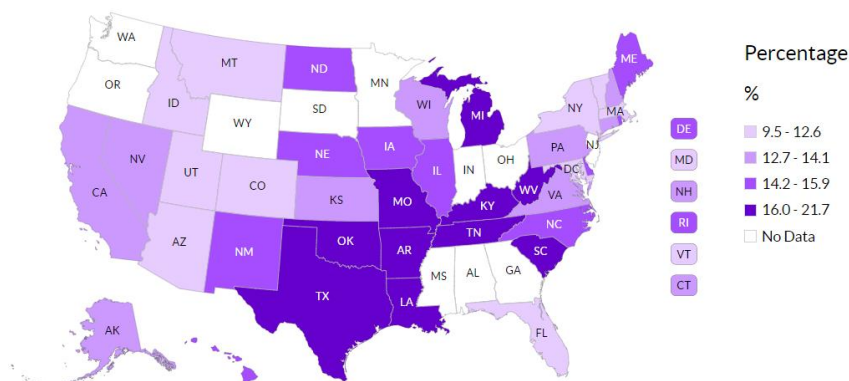 WA
MT
ND
MN
ME
OR
ID
SD
WI
MI
NY
MA
WY
NE
IA
IL
IN
OH
PA
NJ
NV
UT
CO
KS
MO
KY
WV
VA
DC
CA
AZ
NM
OK
AR
TN
NC
SC
TX
LA
MS
AL
GA
FL
AK
DE
MD
NH
RI
VT
CT
Percentage
%
9.5 - 12.6
12.7 - 14.1
14.2 - 15.9
16.0 - 21.7
No Data